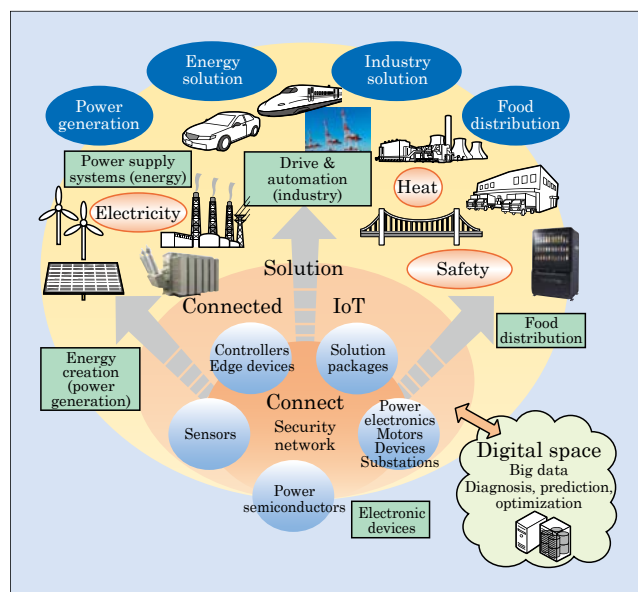 Energy
solution
Industry
solution
Power
generation
Food
distribution
Power supply
systems (energy)
Drive &
automation
(industry)
Heat
Electricity
Solution
Safety
Connected
IoT
Controllers
Edge devices
Solution
packages
Food
distribution
Energy
creation
(power
generation)
Connect
Security
network
Sensors
Power
electronics
Motors
Devices
Substations
Digital space
Big data
Diagnosis, prediction,
optimization
Power
semiconductors
Electronic
devices